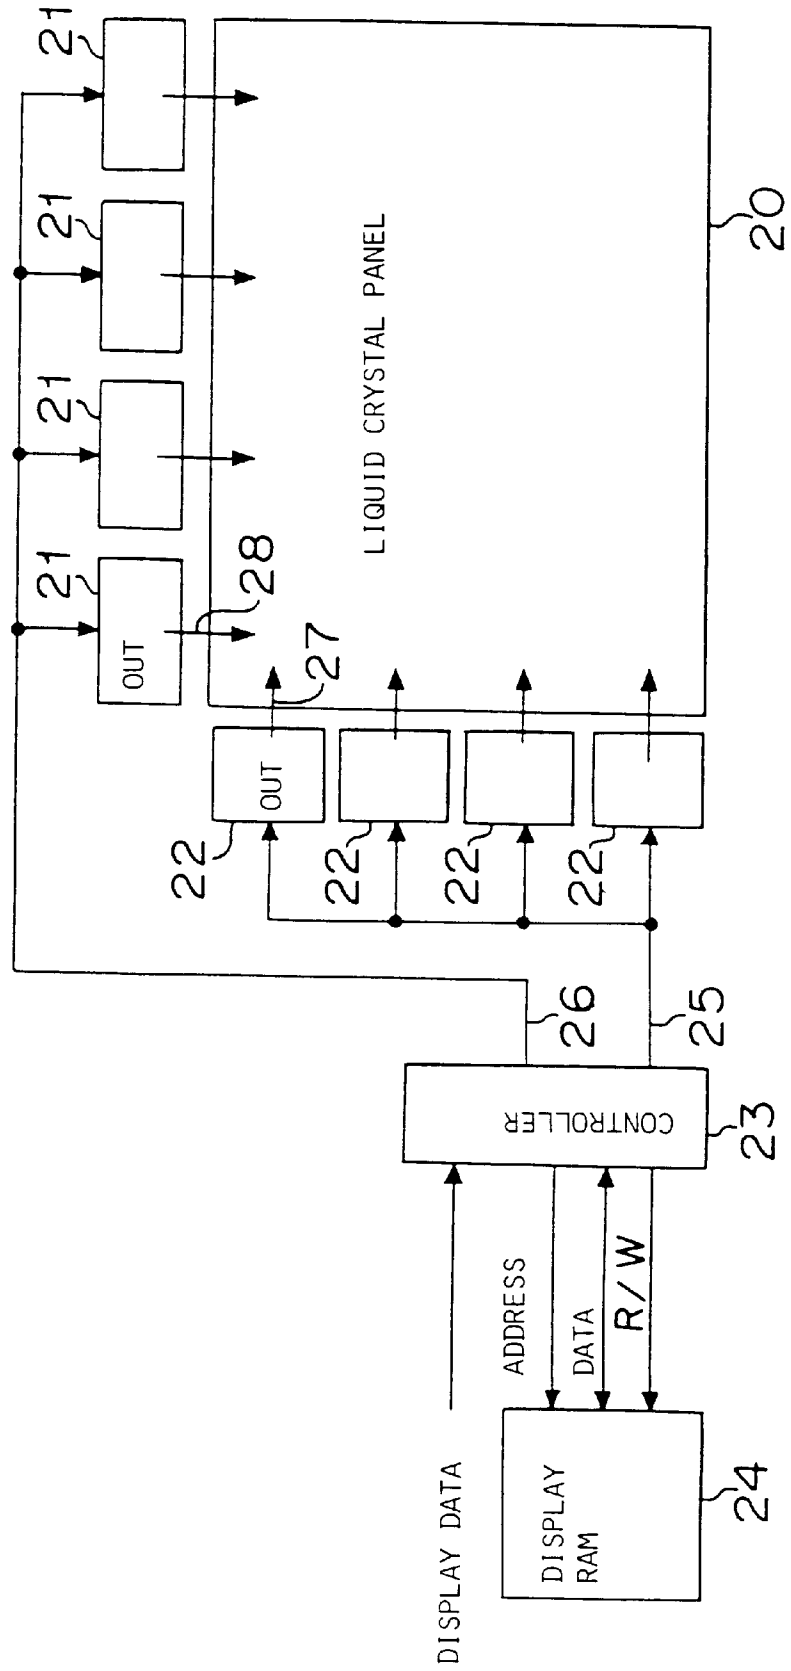 21
21
21
21
OUT
28
LIQUID CRYSTAL PANEL
20
27
OUT
22
22
22
22
26
25
CONTROLLER
23
DISPLAY DATA
ADDRESS
DATA
R/W
DISPLAY
RAM
24